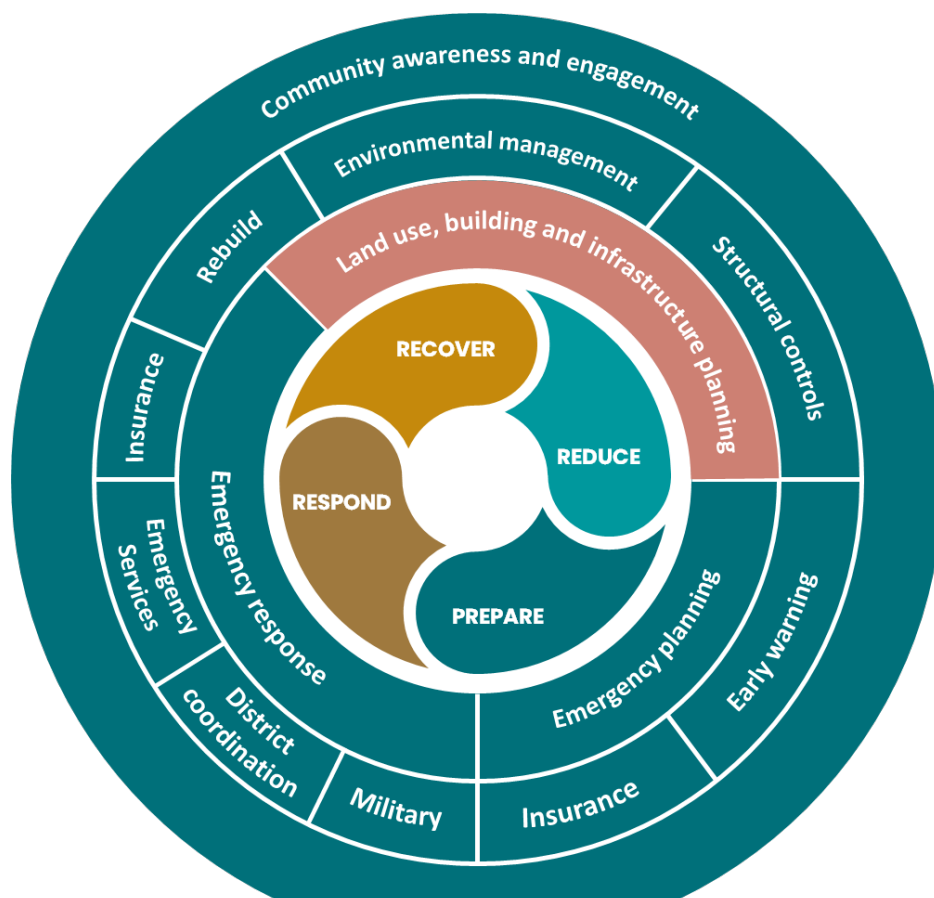 Community awareness and engagement
Environmental management
Structural controls
Early warning
Insurance
Military
District
coordination
Emergency
Services
Insurance
Rebuild
Land use, building and infrastructure planning
Emergency planning
Emergency response
RECOVER
REDUCE
PREPARE
RESPOND